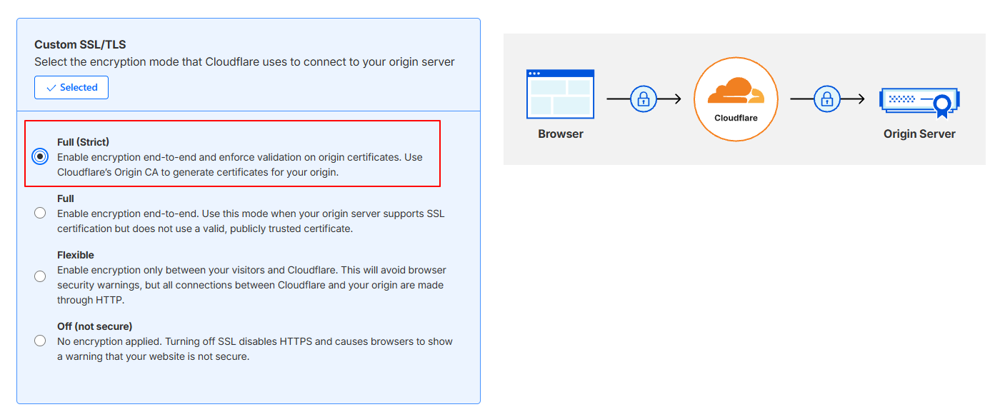 Custom SSL/TLS
Select the encryption mode that Cloudflare uses to connect to your origin server
Selected
Full (Strict)
Enable encryption end-to-end and enforce validation on origin certificates. Use
Cloudflare’s Origin CA to generate certificates for your origin.
Full
Enable encryption end-to-end. Use this mode when your origin server supports SSL
certification but does not use a valid, publicly trusted certificate.
Flexible
Enable encryption only between your visitors and Cloudflare. This will avoid browser
security warnings, but all connections between Cloudflare and your origin are made
through HTTP.
Off (not secure)
No encryption applied. Turning off SSL disables HTTPS and causes browsers to show
a warning that your website is not secure.
Browser
Cloudflare
Origin Server